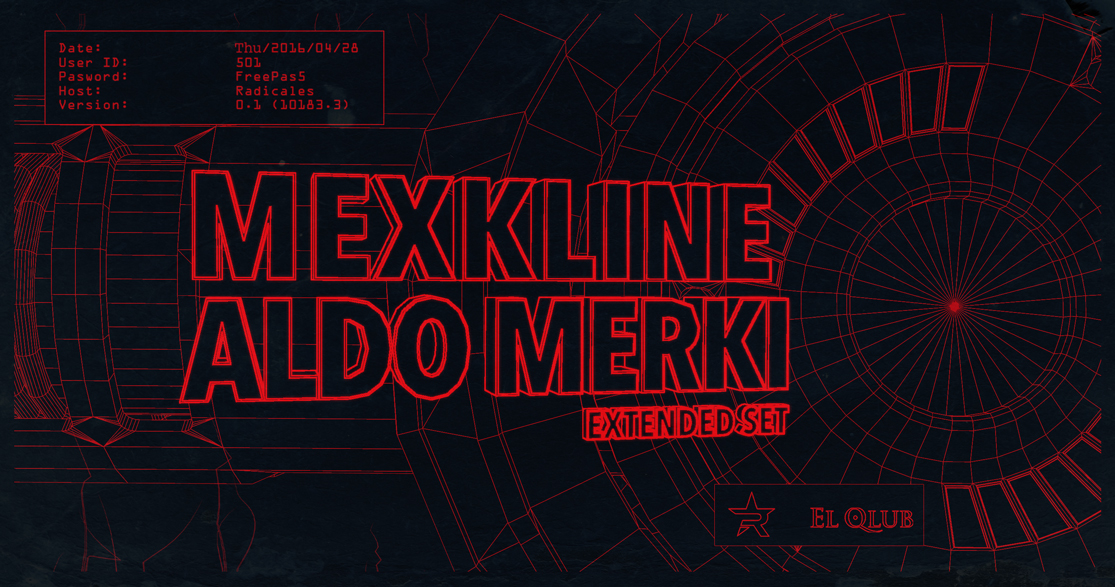 Date: Thu/2016/04/28
User ID: 501
Pasword: FreePas5
Host: Radicales
Version: 0.1 (10183.3)
MEXKLINE
ALDO MERKI
EXTENDED SET
EL QLUB